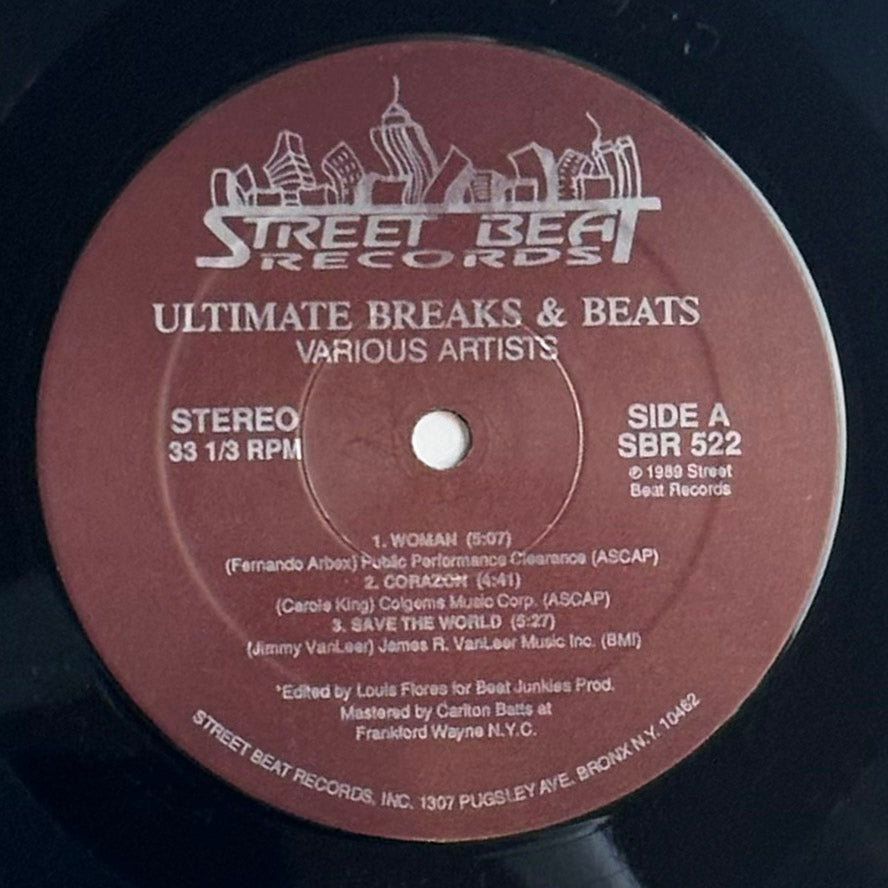 STREET BEAT
RECORDS
ULTIMATE BREAKS & BEATS
VARIOUS ARTISTS
STEREO
33 1/3 RPM
SIDE A
SBR 522
℗ 1989 Street
Beat Records
1. WOMAN (5:07)
(Fernando Arbex) Public Performance Clearance (ASCAP)
2. CORAZON (4:41)
(Carole King) Colgems Music Corp. (ASCAP)
3. SAVE THE WORLD (5:27)
(Jimmy VanLeer) James R. VanLeer Music Inc. (BMI)
*Edited by Louis Flores for Beat Junkies Prod.
Mastered by Carlton Batts at
Frankford Wayne N.Y.C.
STREET BEAT RECORDS, INC. 1307 PUGSLEY AVE. BRONX N.Y. 10462